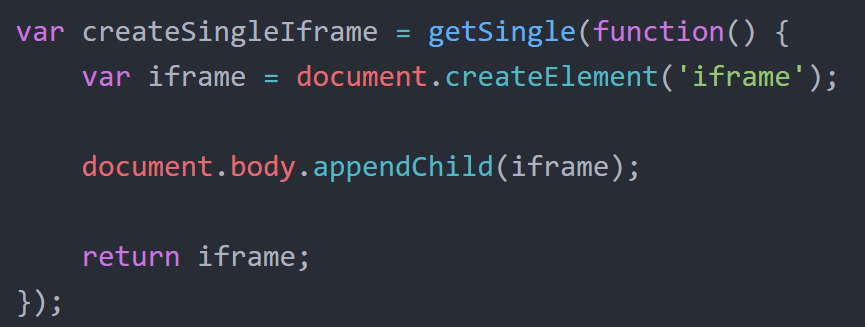 var createSingleIframe = getSingle(function() {
    var iframe = document.createElement('iframe');
    document.body.appendChild(iframe);
    return iframe;
});